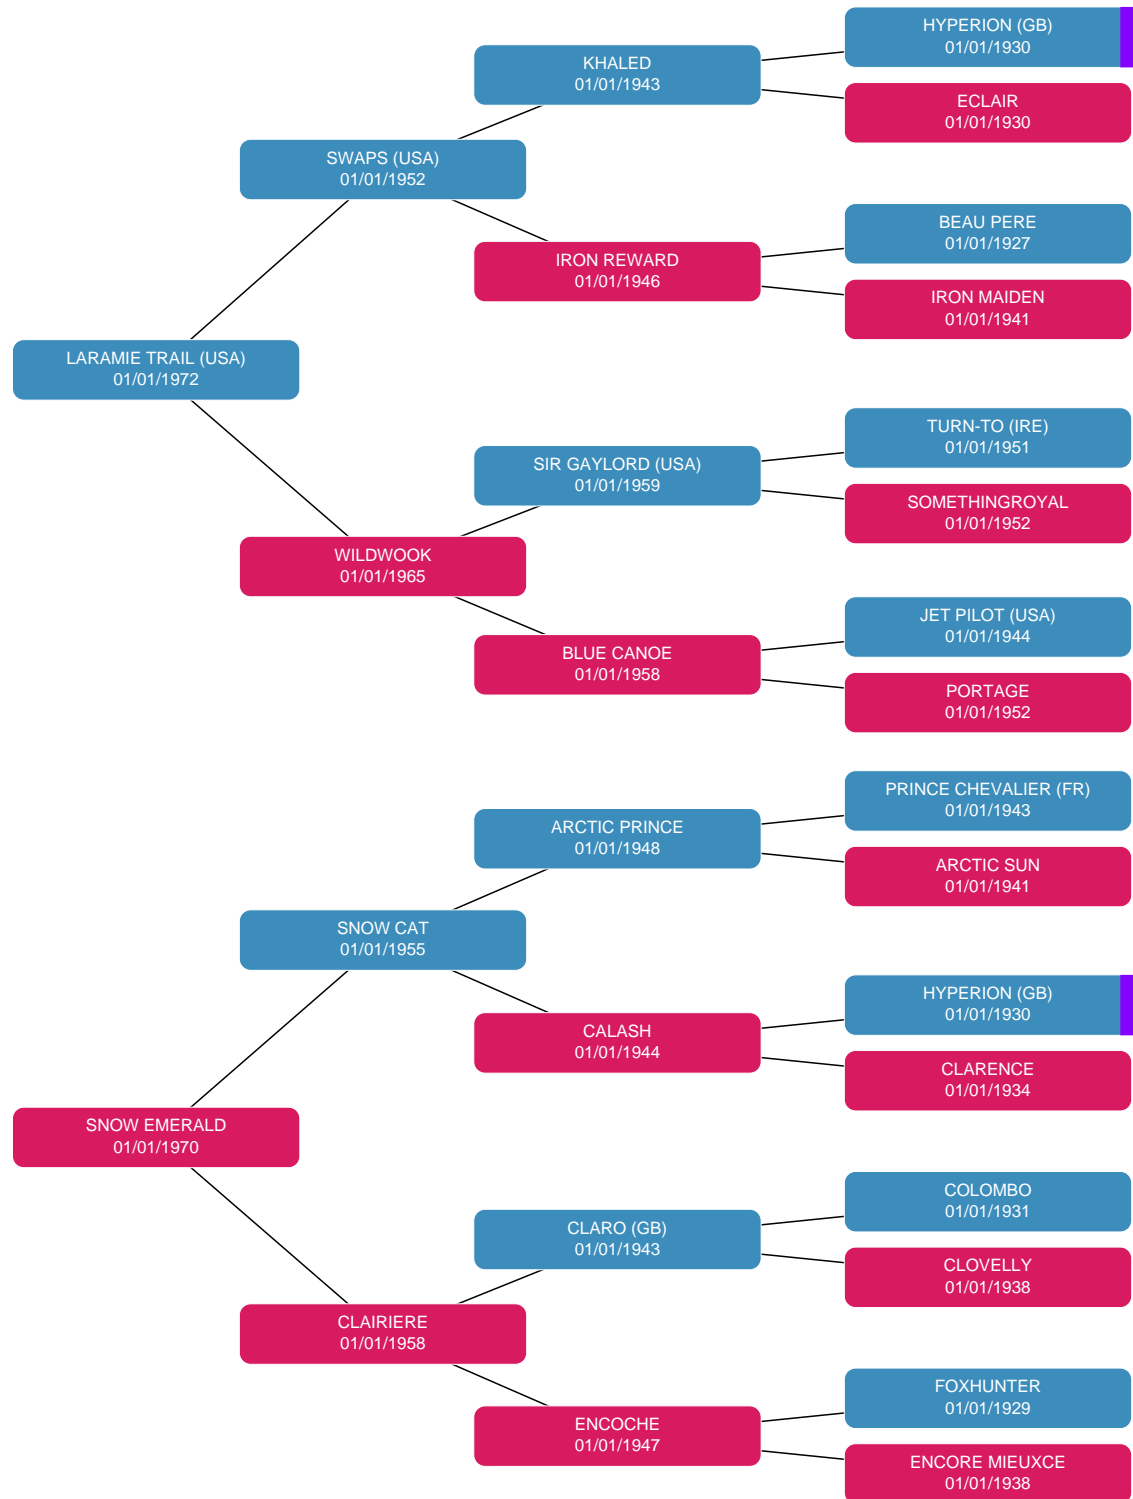 HYPERION (GB)
01/01/1930
KHALED
01/01/1943
ECLAIR
01/01/1930
SWAPS (USA)
01/01/1952
BEAU PERE
01/01/1927
IRON REWARD
01/01/1946
IRON MAIDEN
01/01/1941
LARAMIE TRAIL (USA)
01/01/1972
TURN-TO (IRE)
01/01/1951
SIR GAYLORD (USA)
01/01/1959
SOMETHINGROYAL
01/01/1952
WILDWOOK
01/01/1965
JET PILOT (USA)
01/01/1944
BLUE CANOE
01/01/1958
PORTAGE
01/01/1952
PRINCE CHEVALIER (FR)
01/01/1943
ARCTIC PRINCE
01/01/1948
ARCTIC SUN
01/01/1941
SNOW CAT
01/01/1955
HYPERION (GB)
01/01/1930
CALASH
01/01/1944
CLARENCE
01/01/1934
SNOW EMERALD
01/01/1970
COLOMBO
01/01/1931
CLARO (GB)
01/01/1943
CLOVELLY
01/01/1938
CLAIRIERE
01/01/1958
FOXHUNTER
01/01/1929
ENCOCHE
01/01/1947
ENCORE MIEUXCE
01/01/1938